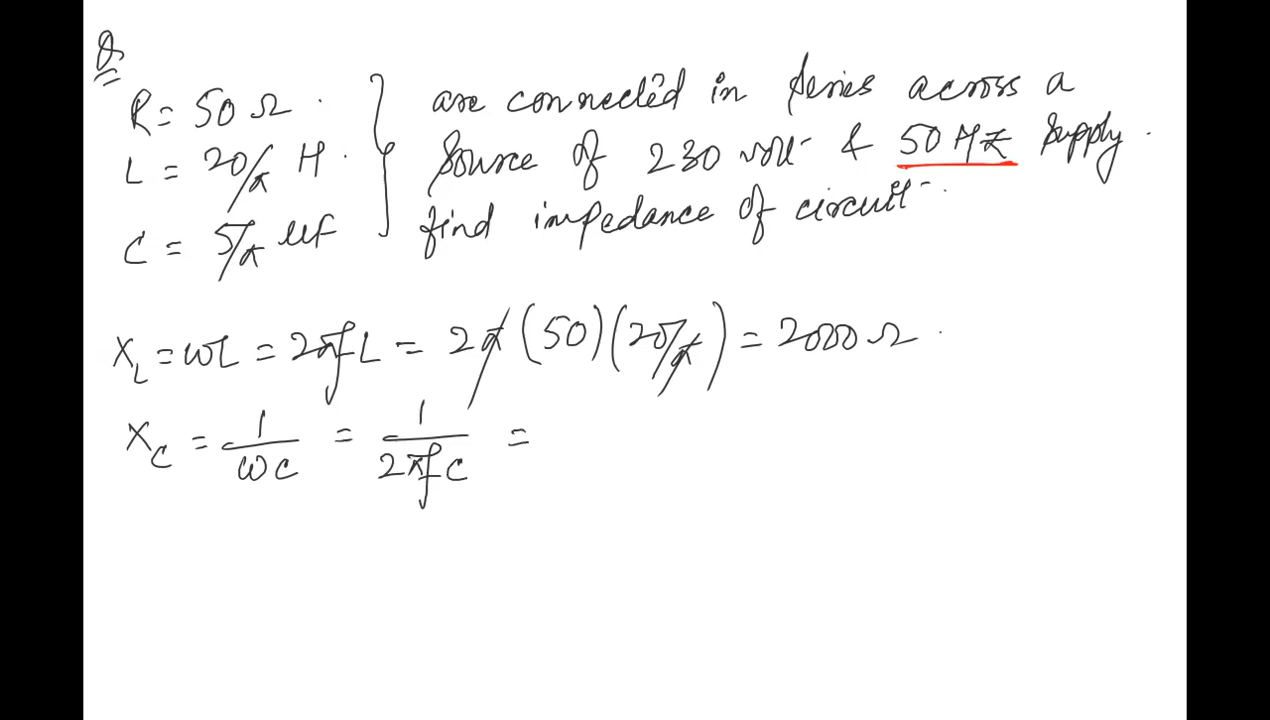 Q
R = 50 Ω . } are connected in series across a
L = 20/π H . source of 230 volt & 50 Hz supply .
C = 5/π uf find impedance of circuit .
X_L = ωL = 2πfL = 2π (50) (20/π) = 2000 Ω .
X_C = 1/ωC = 1/2πfC =